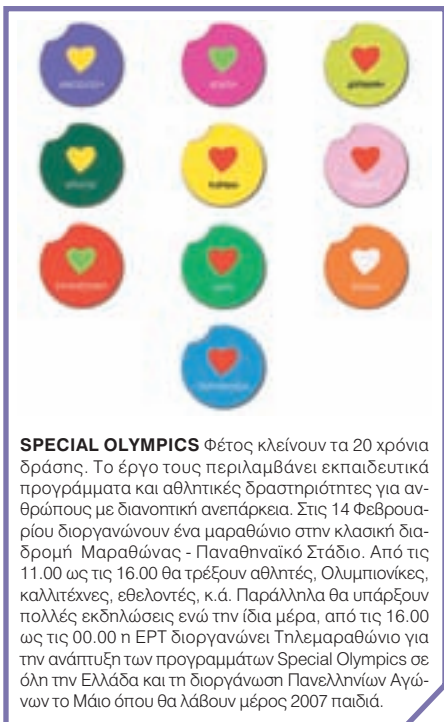 SPECIAL OLYMPICS Φέτος κλείνουν τα 20 χρόνια
δράσης. Το έργο τους περιλαμβάνει εκπαιδευτικά
προγράμματα και αθλητικές δραστηριότητες για αν-
θρώπους με διανοητική ανεπάρκεια. Στις 14 Φεβρουα-
ρίου διοργανώνουν ένα μαραθώνιο στην κλασική δια-
δρομή Μαραθώνας - Παναθηναϊκό Στάδιο. Από τις
11.00 ως τις 16.00 θα τρέξουν αθλητές, Ολυμπιονίκες,
καλλιτέχνες, εθελοντές, κ.ά. Παράλληλα θα υπάρξουν
πολλές εκδηλώσεις ενώ την ίδια μέρα, από τις 16.00
ως τις 00.00 η ΕΡΤ διοργανώνει Τηλεμαραθώνιο για
την ανάπτυξη των προγραμμάτων Special Olympics σε
όλη την Ελλάδα και τη διοργάνωση Πανελληνίων Αγώ-
νων το Μάιο όπου θα λάβουν μέρος 2007 παιδιά.